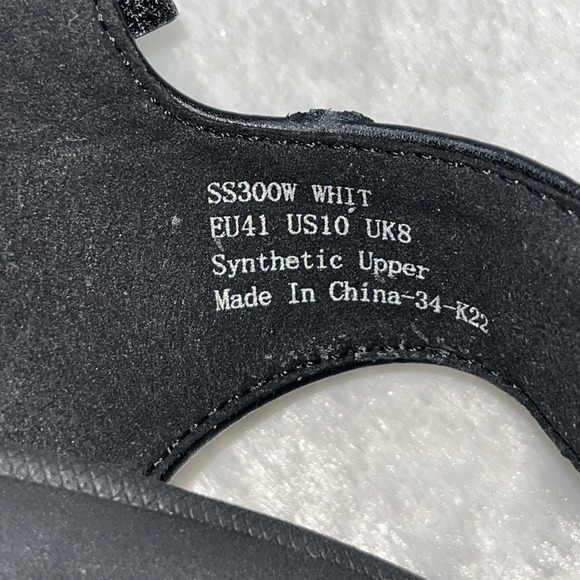 SS300W WHIT
EU41 US10 UK8
Synthetic Upper
Made In China-34-K22